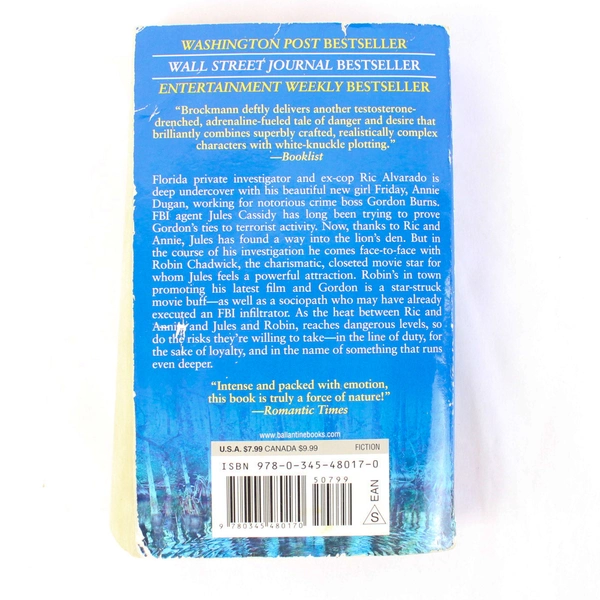 WASHINGTON POST BESTSELLER
WALL STREET JOURNAL BESTSELLER
ENTERTAINMENT WEEKLY BESTSELLER
“Brockmann deftly delivers another testosterone-
drenched, adrenaline-fueled tale of danger and desire that
brilliantly combines superbly crafted, realistically complex
characters with white-knuckle plotting.”
—Booklist
Florida private investigator and ex-cop Ric Alvarado is
deep undercover with his beautiful new girl Friday, Annie
Dugan, working for notorious crime boss Gordon Burns.
FBI agent Jules Cassidy has long been trying to prove
Gordon’s ties to terrorist activity. Now, thanks to Ric and
Annie, Jules has found a way into the lion’s den. But in
the course of his investigation he comes face-to-face with
Robin Chadwick, the charismatic, closeted movie star for
whom Jules feels a powerful attraction. Robin’s in town
promoting his latest film and Gordon is a star-struck
movie buff—as well as a sociopath who may have already
executed an FBI infiltrator. As the heat between Ric and
Annie, and Jules and Robin, reaches dangerous levels, so
do the risks they’re willing to take—in the line of duty, for
the sake of loyalty, and in the name of something that runs
even deeper.
“Intense and packed with emotion,
this book is truly a force of nature!”
—Romantic Times
www.ballantinebooks.com
U.S.A. $7.99 CANADA $9.99 FICTION
ISBN 978-0-345-48017-0
50799
9 780345 480170
S EAN